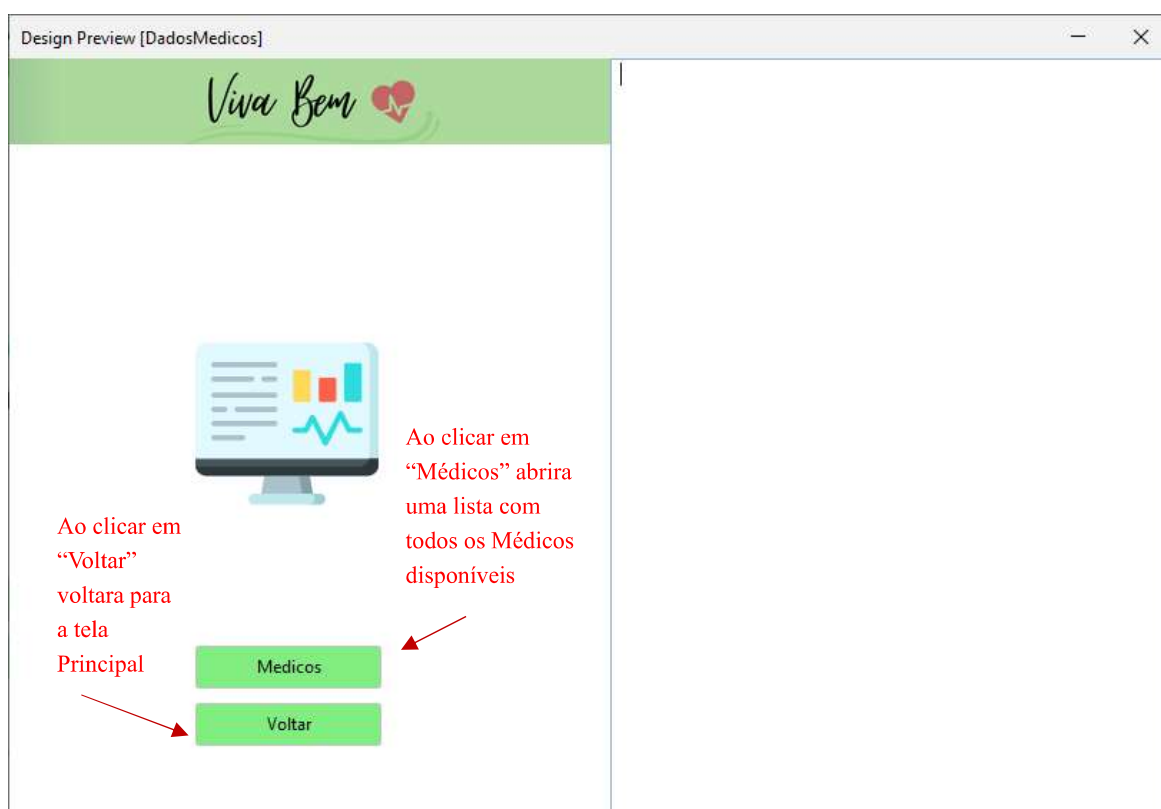 Design Preview [DadosMedicos]
Viva Bem
Ao clicar em
“Médicos” abrira
uma lista com
todos os Médicos
disponíveis
Ao clicar em
“Voltar”
voltara para
a tela
Principal
Medicos
Voltar